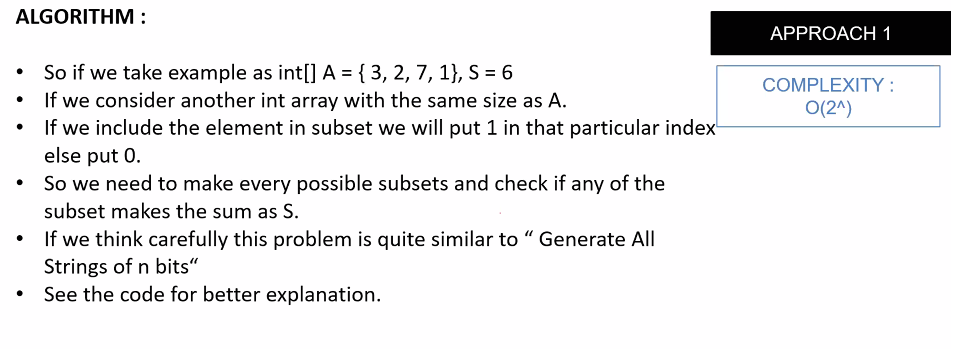 ALGORITHM :
APPROACH 1
• So if we take example as int[] A = { 3, 2, 7, 1}, S = 6
COMPLEXITY :
O(2^)
• If we consider another int array with the same size as A.
• If we include the element in subset we will put 1 in that particular index
else put 0.
• So we need to make every possible subsets and check if any of the
subset makes the sum as S.
• If we think carefully this problem is quite similar to “ Generate All
Strings of n bits“
• See the code for better explanation.